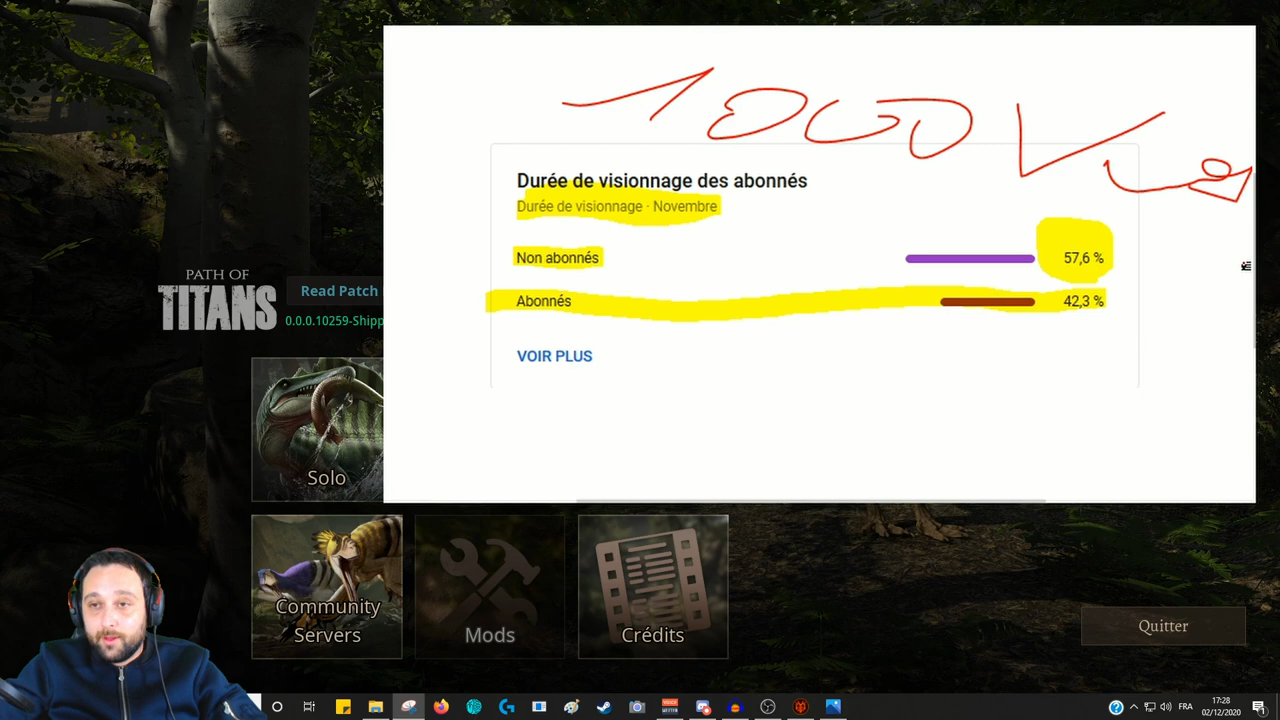 1000 Vues
Durée de visionnage des abonnés
Durée de visionnage · Novembre
Non abonnés
57,6 %
Abonnés
42,3 %
VOIR PLUS
PATH OF
TITANS
Read Patch
0.0.0.10259-Shipp
Solo
Community
Servers
Mods
Crédits
Quitter
FRA
17:28
02/12/2020